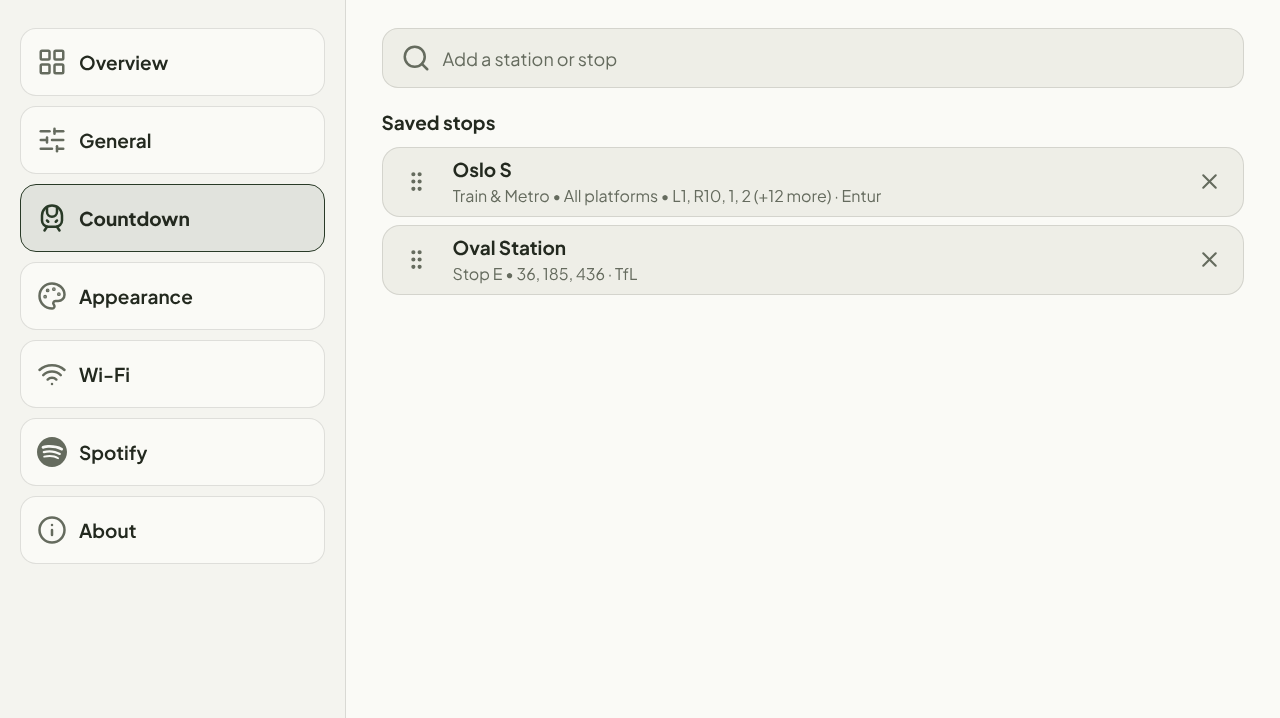 Overview
General
Countdown
Appearance
Wi-Fi
Spotify
About
Add a station or stop
Saved stops
Oslo S
Train & Metro • All platforms • L1, R10, 1, 2 (+12 more) · Entur
Oval Station
Stop E • 36, 185, 436 · TfL